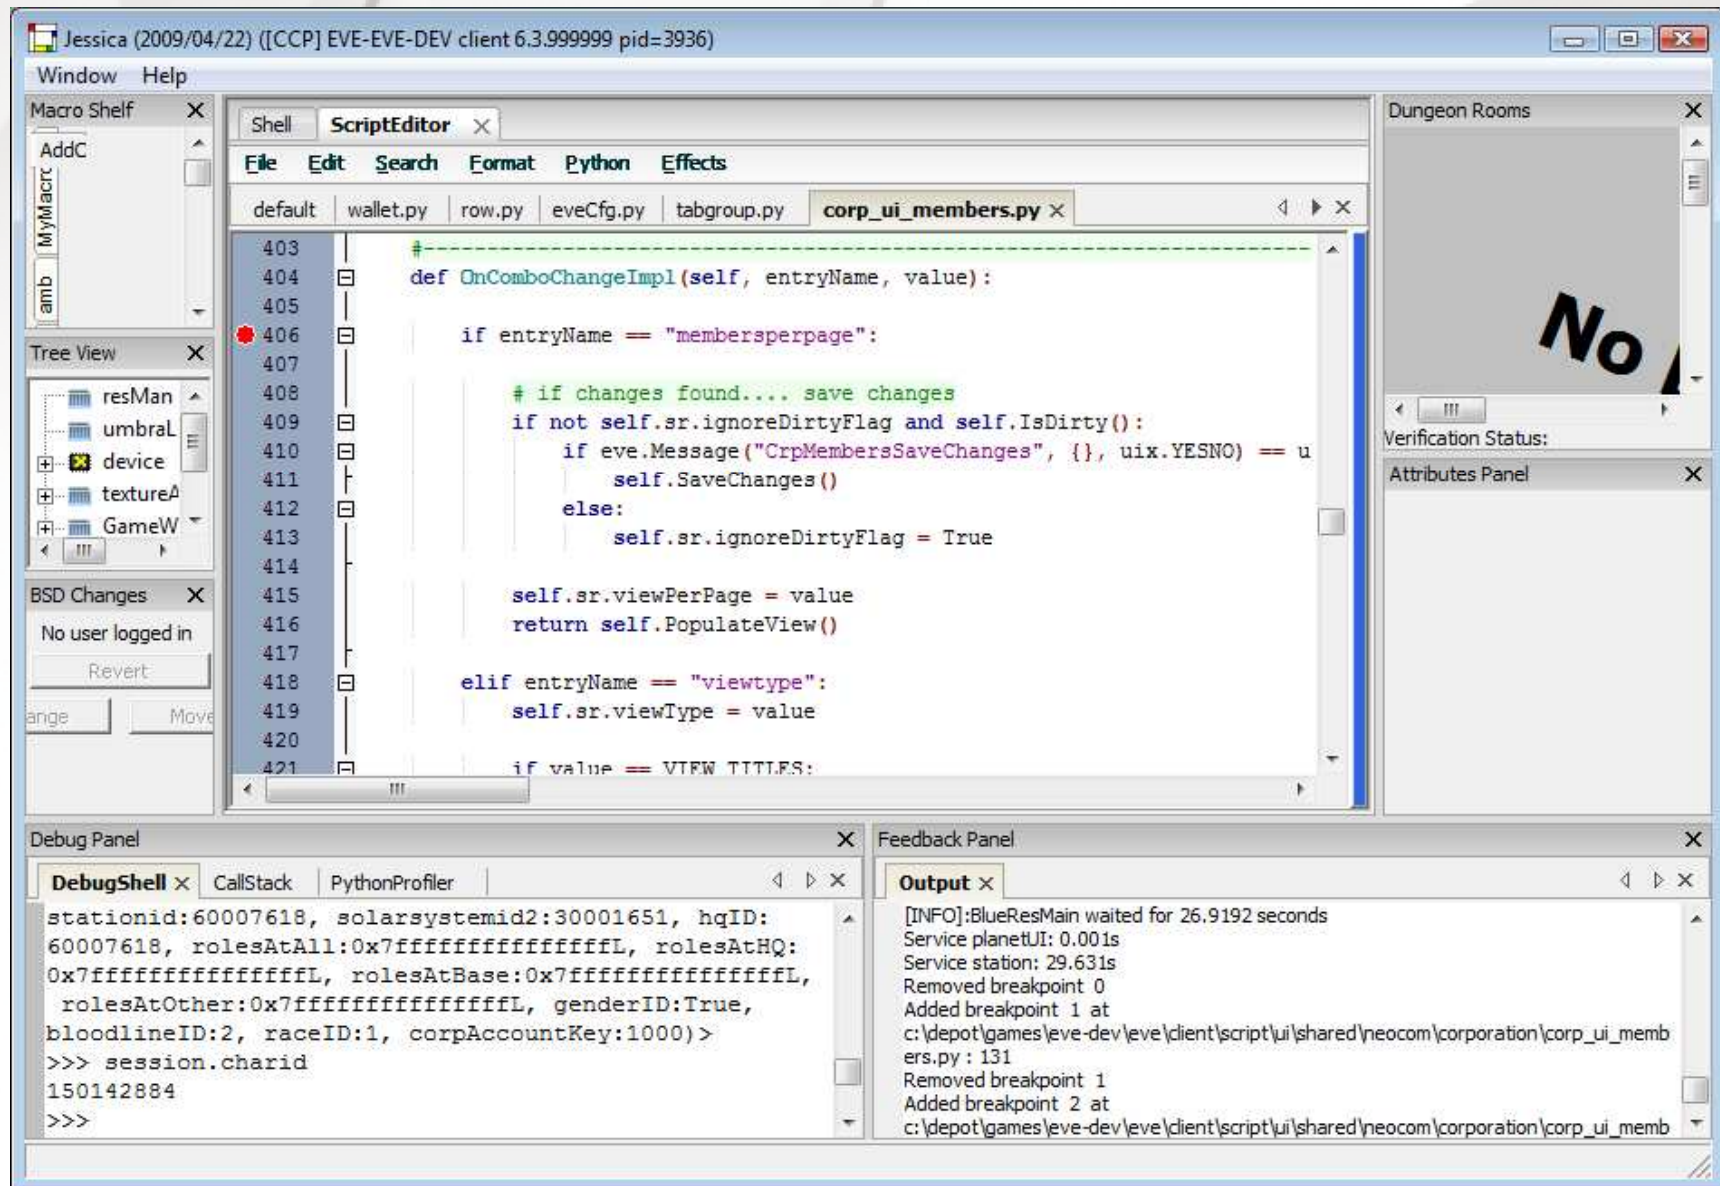 Jessica (2009/04/22) ([CCP] EVE-EVE-DEV client 6.3.999999 pid=3936)
Window Help
Macro Shelf
AddC
MyMacr
amb
Tree View
resMan
umbraL
device
textureA
GameW
BSD Changes
No user logged in
Revert
ange Move
Shell ScriptEditor
File Edit Search Format Python Effects
default wallet.py row.py eveCfg.py tabgroup.py corp_ui_members.py
403 #----------------------------------------------------------------------
404 def OnComboChangeImpl(self, entryName, value):
405
406 if entryName == "membersperpage":
407
408 # if changes found.... save changes
409 if not self.sr.ignoreDirtyFlag and self.IsDirty():
410 if eve.Message("CrpMembersSaveChanges", {}, uix.YESNO) == u
411 self.SaveChanges()
412 else:
413 self.sr.ignoreDirtyFlag = True
414
415 self.sr.viewPerPage = value
416 return self.PopulateView()
417
418 elif entryName == "viewtype":
419 self.sr.viewType = value
420
421 if value == VIEW_TITLES:
Dungeon Rooms
No
Verification Status:
Attributes Panel
Debug Panel
DebugShell CallStack PythonProfiler
stationid:60007618, solarsystemid2:30001651, hqID:
60007618, rolesAtAll:0x7fffffffffffffffL, rolesAtHQ:
0x7fffffffffffffffL, rolesAtBase:0x7fffffffffffffffL,
rolesAtOther:0x7fffffffffffffffL, genderID:True,
bloodlineID:2, raceID:1, corpAccountKey:1000)>
>>> session.charid
150142884
>>>
Feedback Panel
Output
[INFO]:BlueResMain waited for 26.9192 seconds
Service planetUI: 0.001s
Service station: 29.631s
Removed breakpoint 0
Added breakpoint 1 at
c:\depot\games\eve-dev\eve\client\script\ui\shared\neocom\corporation\corp_ui_memb
ers.py : 131
Removed breakpoint 1
Added breakpoint 2 at
c:\depot\games\eve-dev\eve\client\script\ui\shared\neocom\corporation\corp_ui_memb